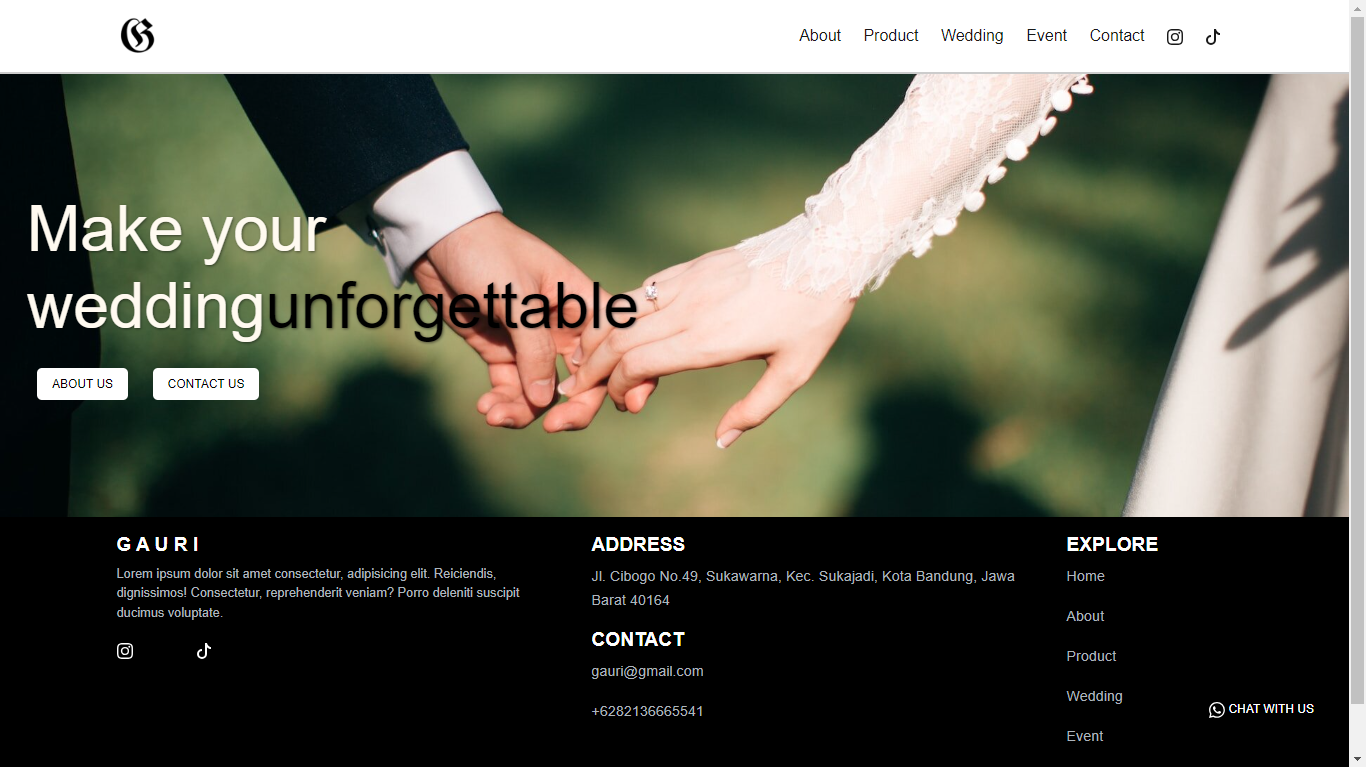 G
About Product Wedding Event Contact
Make your
weddingunforgettable
ABOUT US CONTACT US
G A U R I
Lorem ipsum dolor sit amet consectetur, adipisicing elit. Reiciendis,
dignissimos! Consectetur, reprehenderit veniam? Porro deleniti suscipit
ducimus voluptate.
ADDRESS
Jl. Cibogo No.49, Sukawarna, Kec. Sukajadi, Kota Bandung, Jawa
Barat 40164
CONTACT
gauri@gmail.com
+6282136665541
EXPLORE
Home
About
Product
Wedding
Event
CHAT WITH US